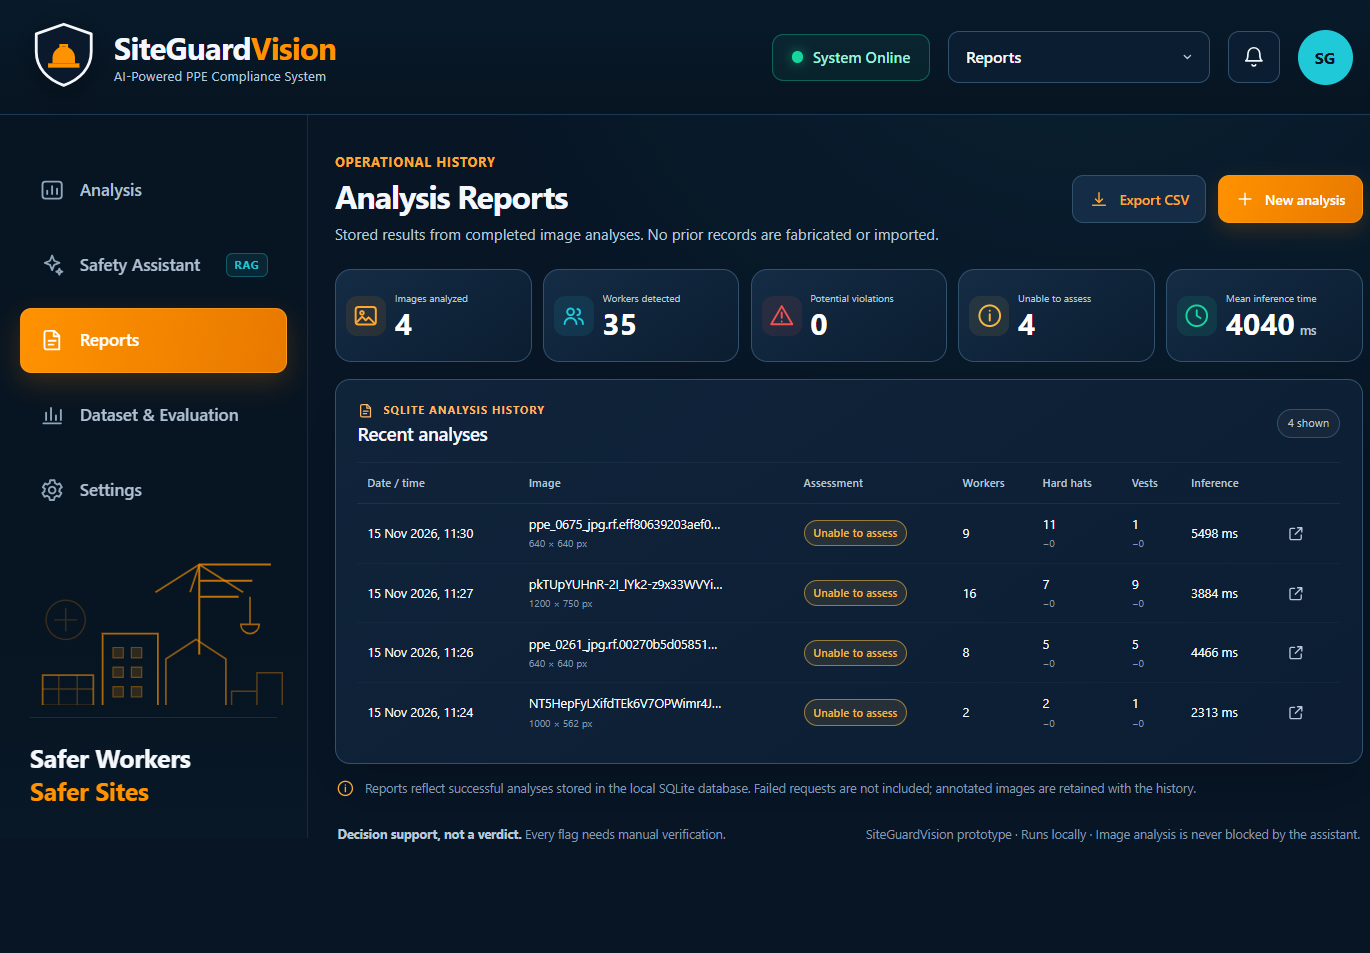 SiteGuardVision
AI-Powered PPE Compliance System
System Online
Reports
SG
Analysis
Safety Assistant RAG
Reports
Dataset & Evaluation
Settings
Safer Workers
Safer Sites
OPERATIONAL HISTORY
Analysis Reports
Stored results from completed image analyses. No prior records are fabricated or imported.
Export CSV
New analysis
Images analyzed
4
Workers detected
35
Potential violations
0
Unable to assess
4
Mean inference time
4040 ms
SQLITE ANALYSIS HISTORY
Recent analyses
4 shown
Date / time Image Assessment Workers Hard hats Vests Inference
15 Nov 2026, 11:30 ppe_0675_jpg.rf.eff80639203aef0... Unable to assess 9 11 1 5498 ms
640 × 640 px –0 –0
15 Nov 2026, 11:27 pkTUpYUHnR-2I_lYk2-z9x33WVYi... Unable to assess 16 7 9 3884 ms
1200 × 750 px –0 –0
15 Nov 2026, 11:26 ppe_0261_jpg.rf.00270b5d05851... Unable to assess 8 5 5 4466 ms
640 × 640 px –0 –0
15 Nov 2026, 11:24 NT5HepFyLXifdTEk6V7OPWimr4J... Unable to assess 2 2 1 2313 ms
1000 × 562 px –0 –0
Reports reflect successful analyses stored in the local SQLite database. Failed requests are not included; annotated images are retained with the history.
Decision support, not a verdict. Every flag needs manual verification.
SiteGuardVision prototype · Runs locally · Image analysis is never blocked by the assistant.